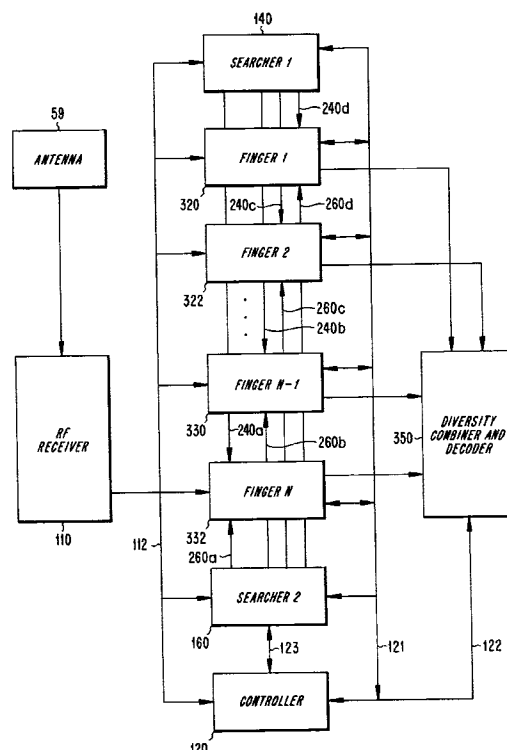 140
SEARCHER 1
240d
59
ANTENNA
FINGER 1
320
240c
260d
FINGER 2
322
260c
240b
FINGER N-1
330
240a
260b
DIVERSITY
COMBINER AND
DECODER
350
RF
RECEIVER
110
FINGER N
332
112
260a
SEARCHER 2
160
123
121
122
CONTROLLER
120